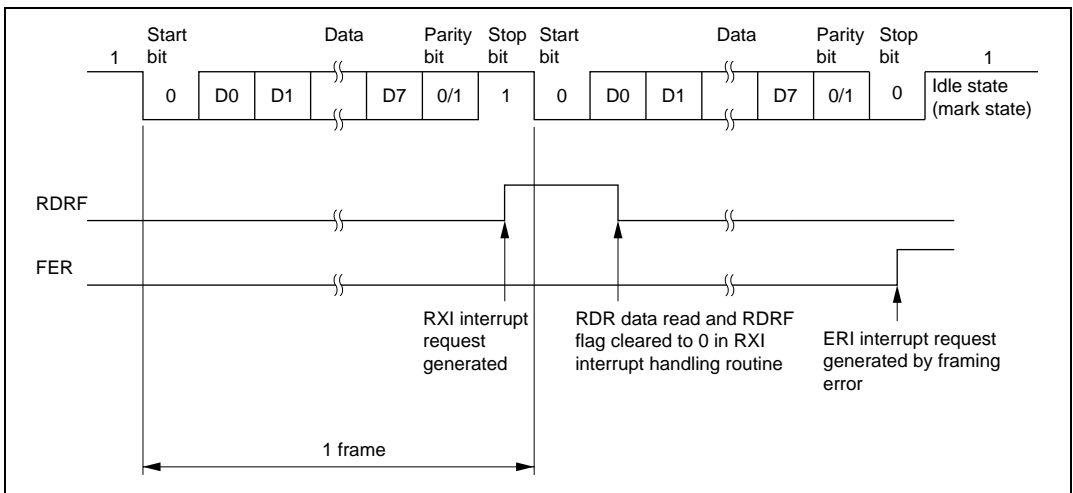 Start Data Parity Stop Start Data Parity Stop
1 bit bit bit bit bit bit 1
0 D0 D1 D7 0/1 1 0 D0 D1 D7 0/1 0 Idle state
(mark state)
RDRF
FER
RXI interrupt
request
generated
RDR data read and RDRF
flag cleared to 0 in RXI
interrupt handling routine
ERI interrupt request
generated by framing
error
1 frame